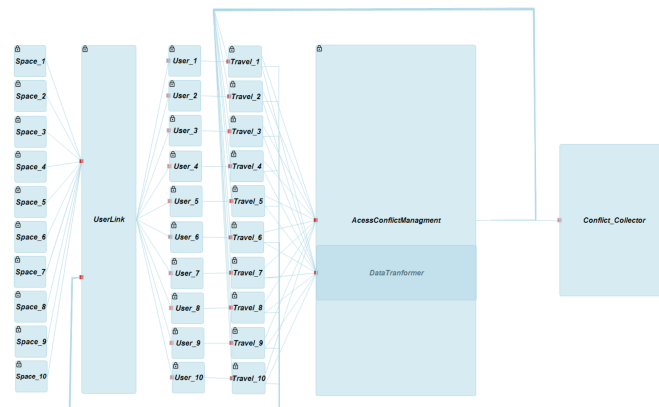 Space_1
Space_2
Space_3
Space_4
Space_5
Space_6
Space_7
Space_8
Space_9
Space_10
UserLink
User_1
User_2
User_3
User_4
User_5
User_6
User_7
User_8
User_9
User_10
Travel_1
Travel_2
Travel_3
Travel_4
Travel_5
Travel_6
Travel_7
Travel_8
Travel_9
Travel_10
AcessConflictManagment
DataTranformer
Conflict_Collector